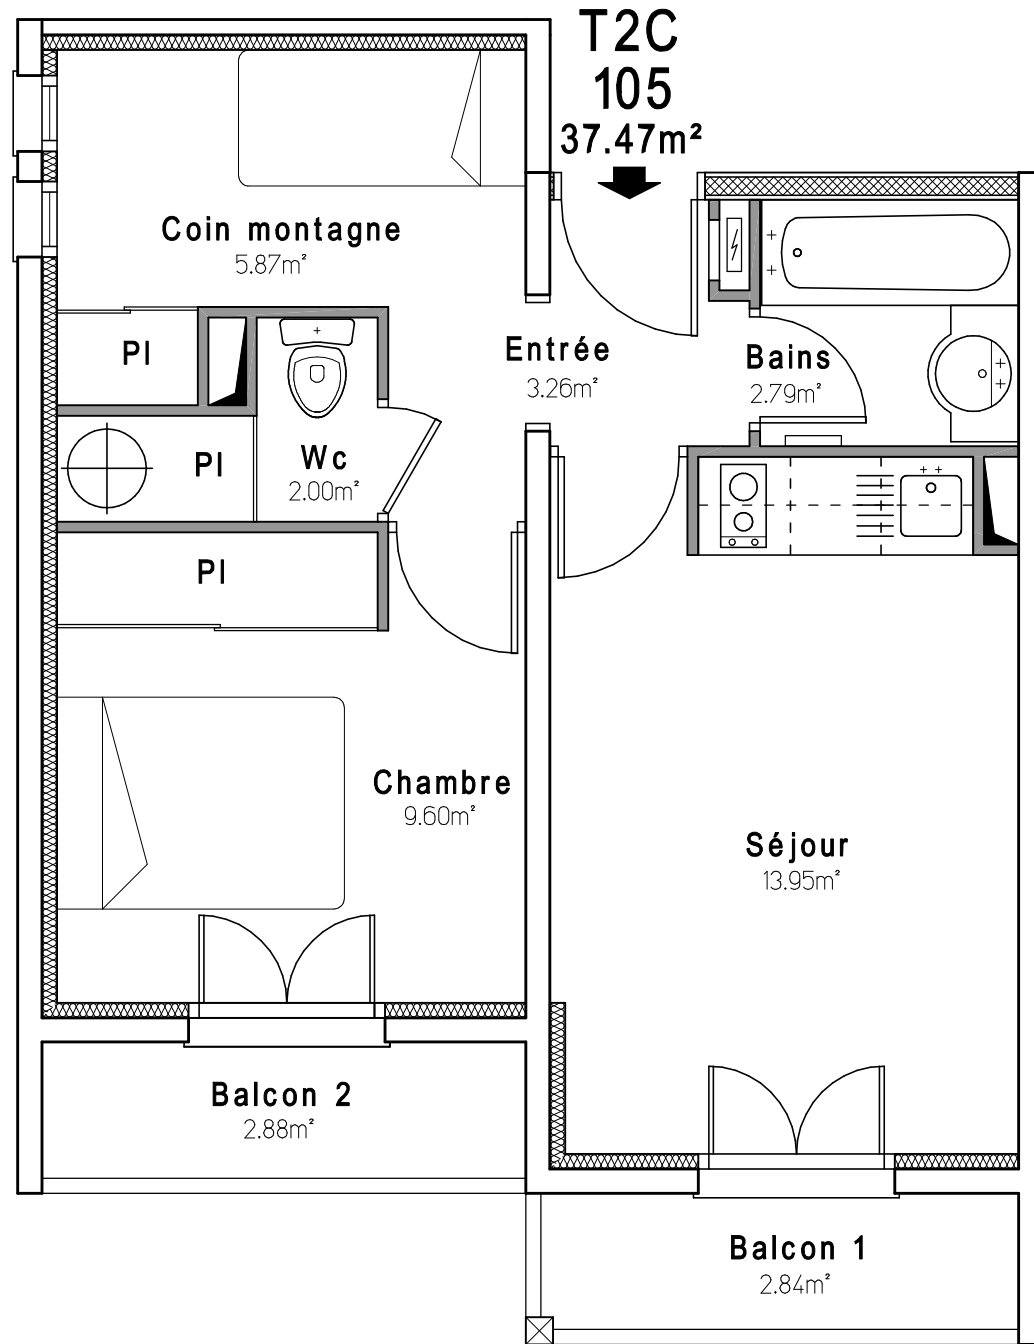 T2C
105
37.47m²
Coin montagne
5.87m²
Pl
Entrée
3.26m²
Bains
2.79m²
Pl
Wc
2.00m²
Pl
Chambre
9.60m²
Séjour
13.95m²
Balcon 2
2.88m²
Balcon 1
2.84m²